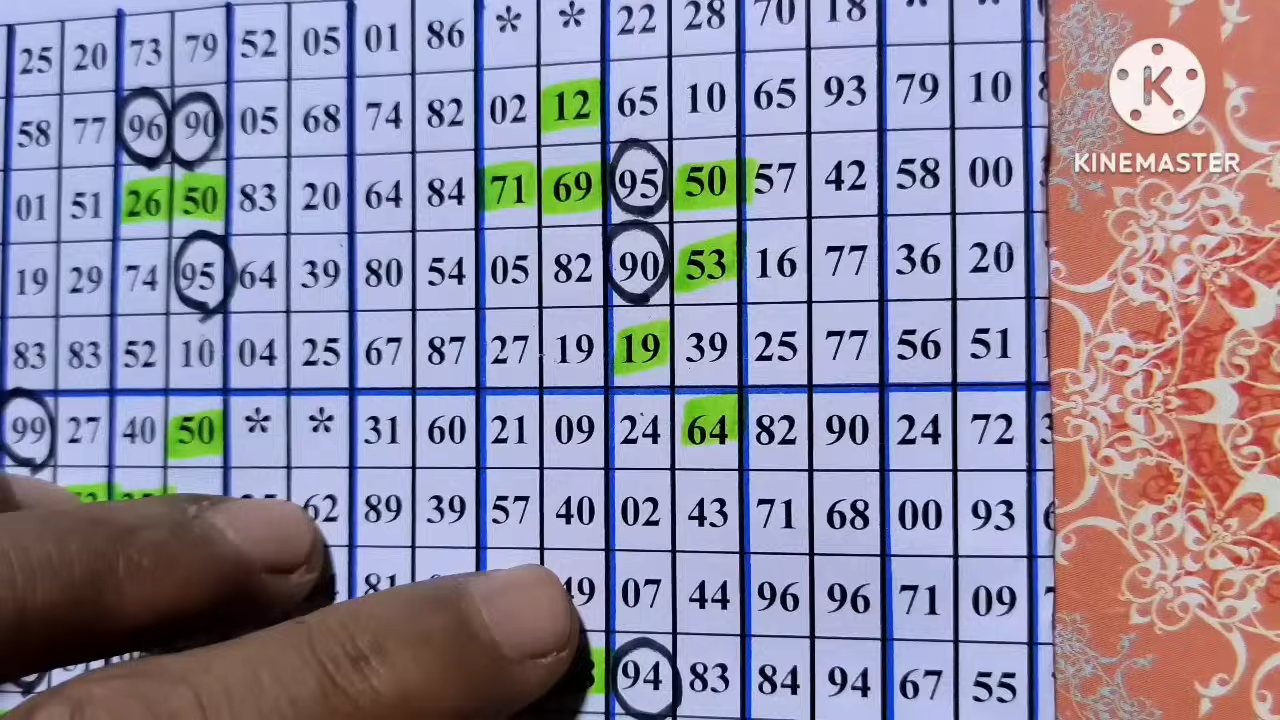 25 20 73 79 52 05 01 86 * * 22 28 70 18 * *
58 77 96 90 05 68 74 82 02 12 65 10 65 93 79 10
01 51 26 50 83 20 64 84 71 69 95 50 57 42 58 00
19 29 74 95 64 39 80 54 05 82 90 53 16 77 36 20
83 83 52 10 04 25 67 87 27 19 19 39 25 77 56 51
99 27 40 50 * * 31 60 21 09 24 64 82 90 24 72
62 89 39 57 40 02 43 71 68 00 93
81 49 07 44 96 96 71 09
94 83 84 94 67 55
K
KINEMASTER